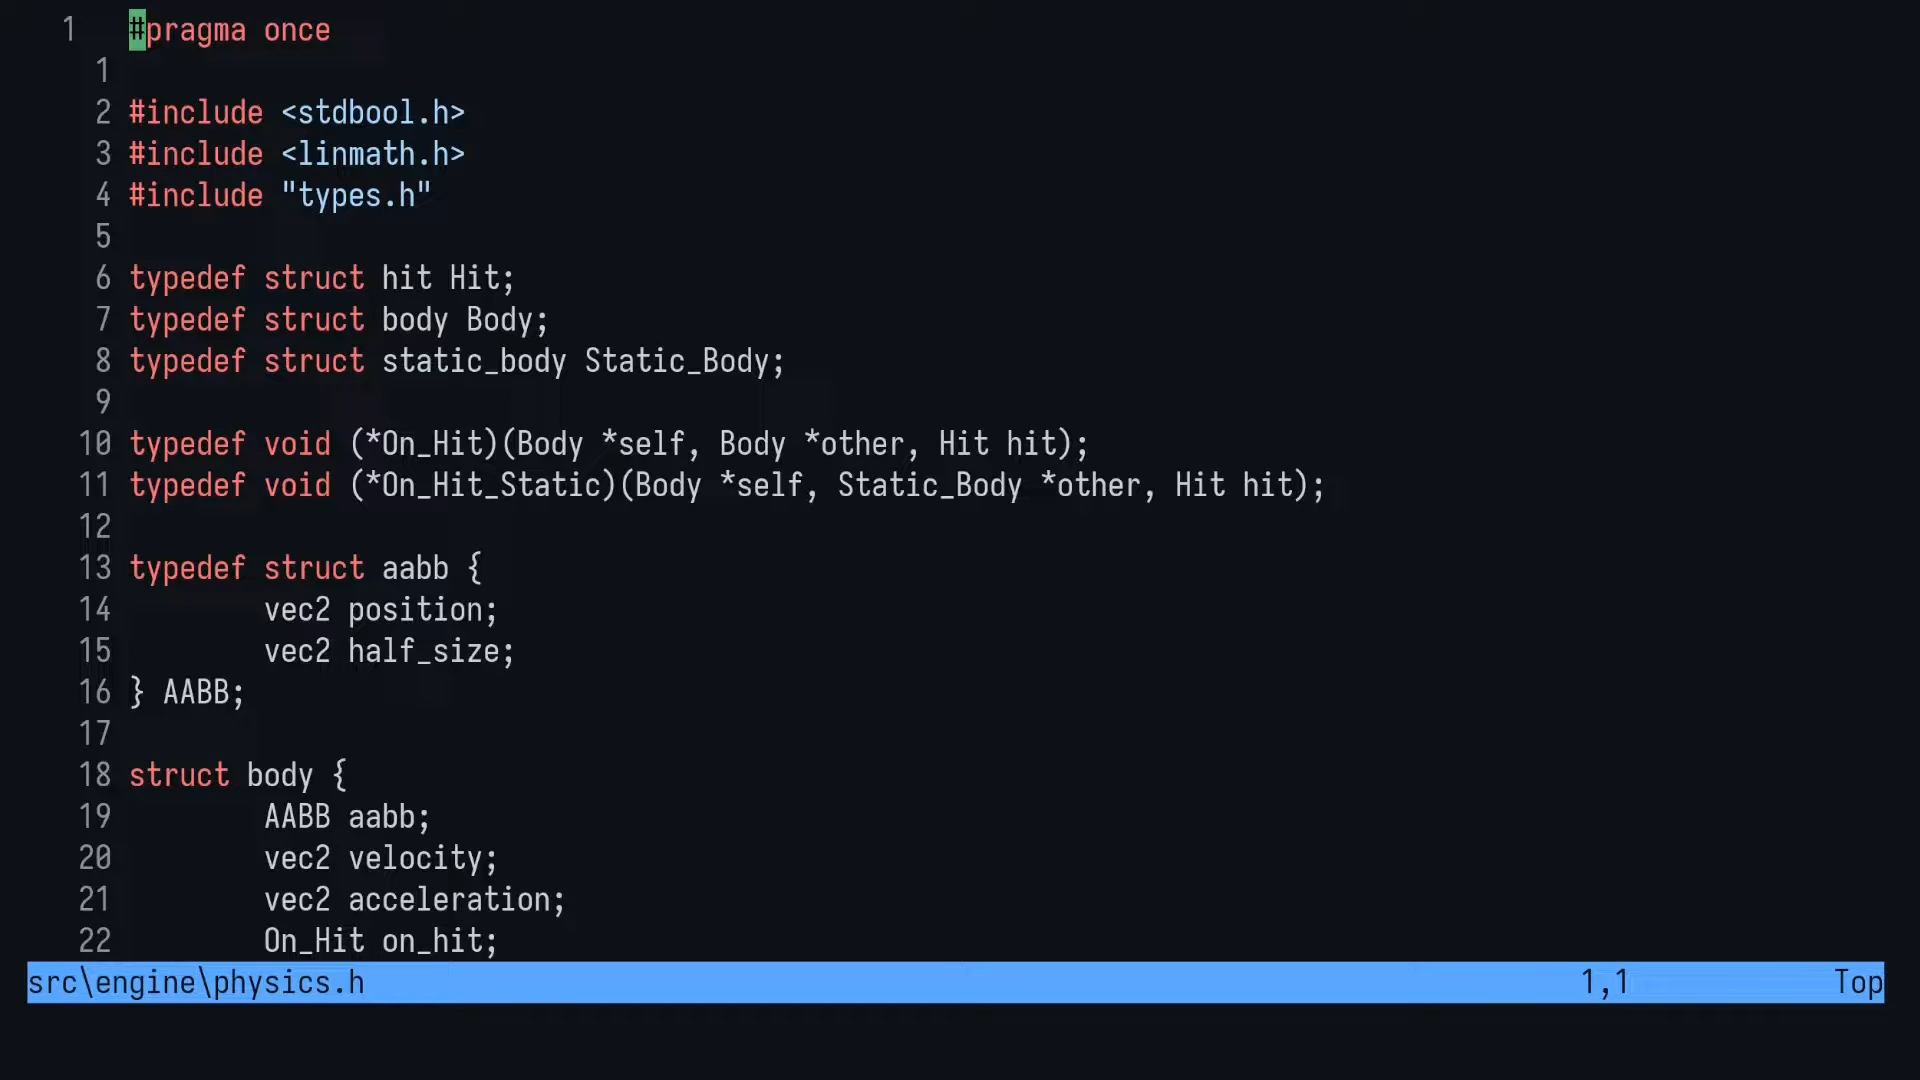 1 #pragma once
1
2 #include <stdbool.h>
3 #include <linmath.h>
4 #include "types.h"
5
6 typedef struct hit Hit;
7 typedef struct body Body;
8 typedef struct static_body Static_Body;
9
10 typedef void (*On_Hit)(Body *self, Body *other, Hit hit);
11 typedef void (*On_Hit_Static)(Body *self, Static_Body *other, Hit hit);
12
13 typedef struct aabb {
14         vec2 position;
15         vec2 half_size;
16 } AABB;
17
18 struct body {
19         AABB aabb;
20         vec2 velocity;
21         vec2 acceleration;
22         On_Hit on_hit;
src\engine\physics.h 1,1 Top